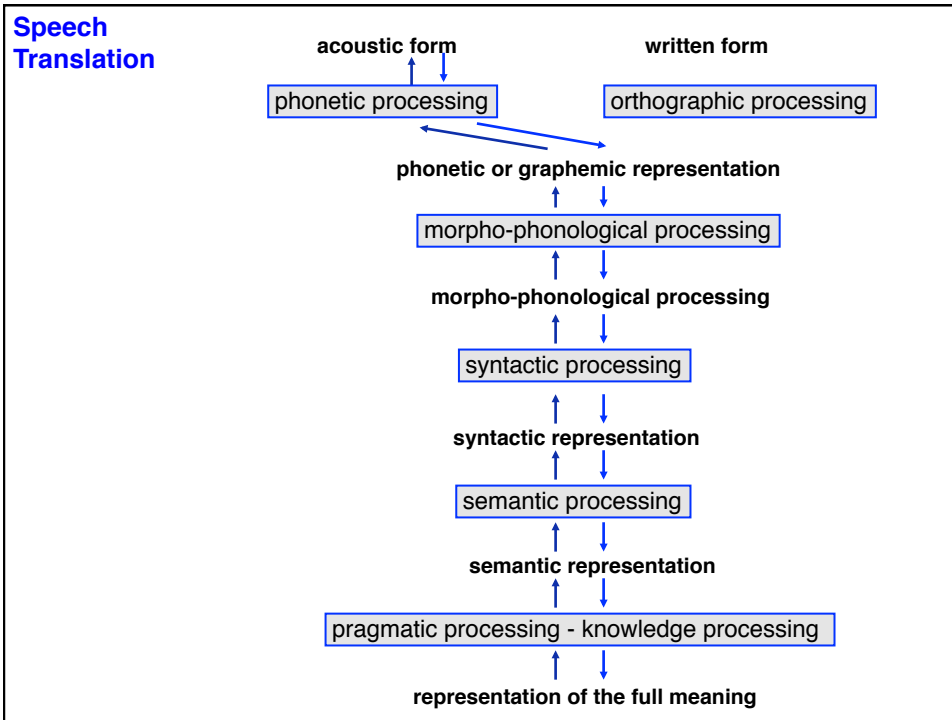 Speech
Translation
acoustic form
written form
phonetic processing
orthographic processing
phonetic or graphemic representation
morpho-phonological processing
morpho-phonological processing
syntactic processing
syntactic representation
semantic processing
semantic representation
pragmatic processing - knowledge processing
representation of the full meaning